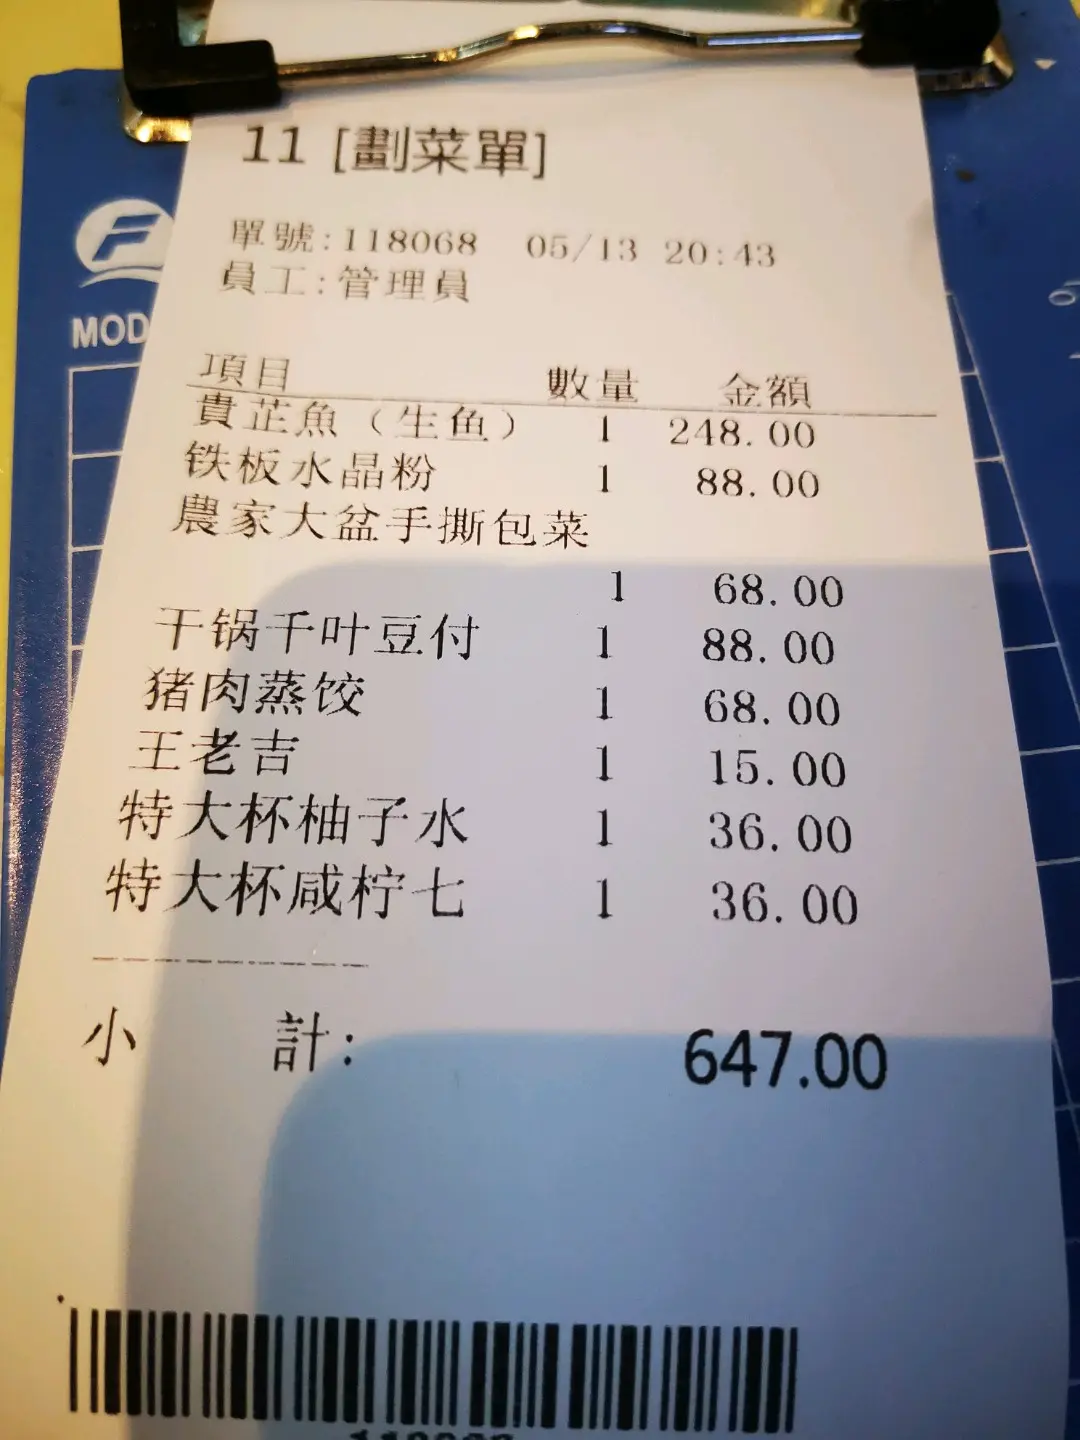 11 [劃菜單]
單號:118068 05/13 20:43
員工:管理員
MOD
項目 數量 金額
貴芷魚（生鱼） 1 248.00
铁板水晶粉 1 88.00
農家大盆手撕包菜
1 68.00
干锅千叶豆付 1 88.00
猪肉蒸饺 1 68.00
王老吉 1 15.00
特大杯柚子水 1 36.00
特大杯咸柠七 1 36.00
小 計: 647.00